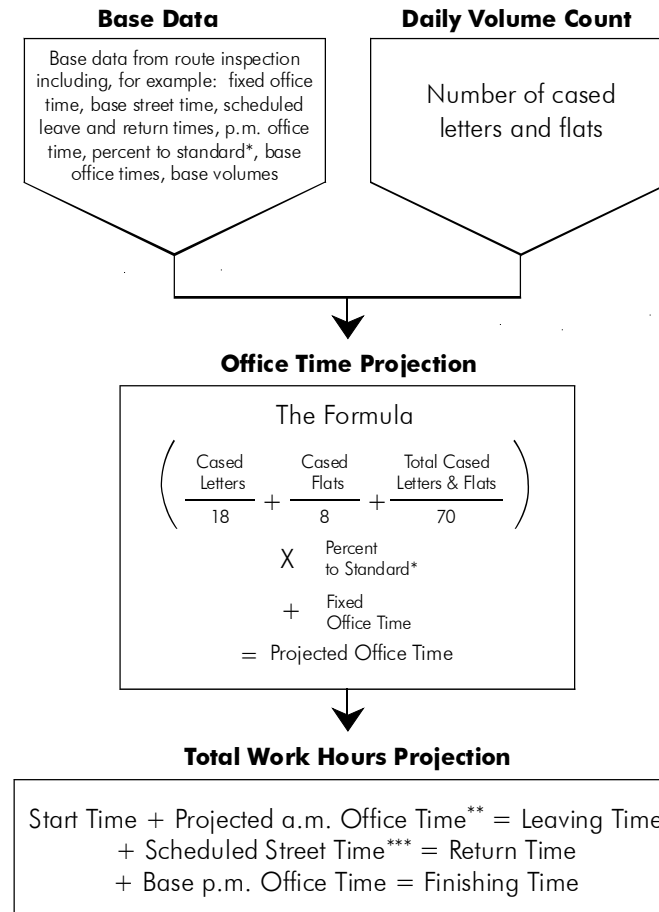 Base Data
Base data from route inspection
including, for example: fixed office
time, base street time, scheduled
leave and return times, p.m. office
time, percent to standard*, base
office times, base volumes
Daily Volume Count
Number of cased
letters and flats
Office Time Projection
The Formula
( Cased Letters / 18 + Cased Flats / 8 + Total Cased Letters & Flats / 70 )
X Percent
to Standard*
+ Fixed
Office Time
= Projected Office Time
Total Work Hours Projection
Start Time + Projected a.m. Office Time** = Leaving Time
+ Scheduled Street Time*** = Return Time
+ Base p.m. Office Time = Finishing Time